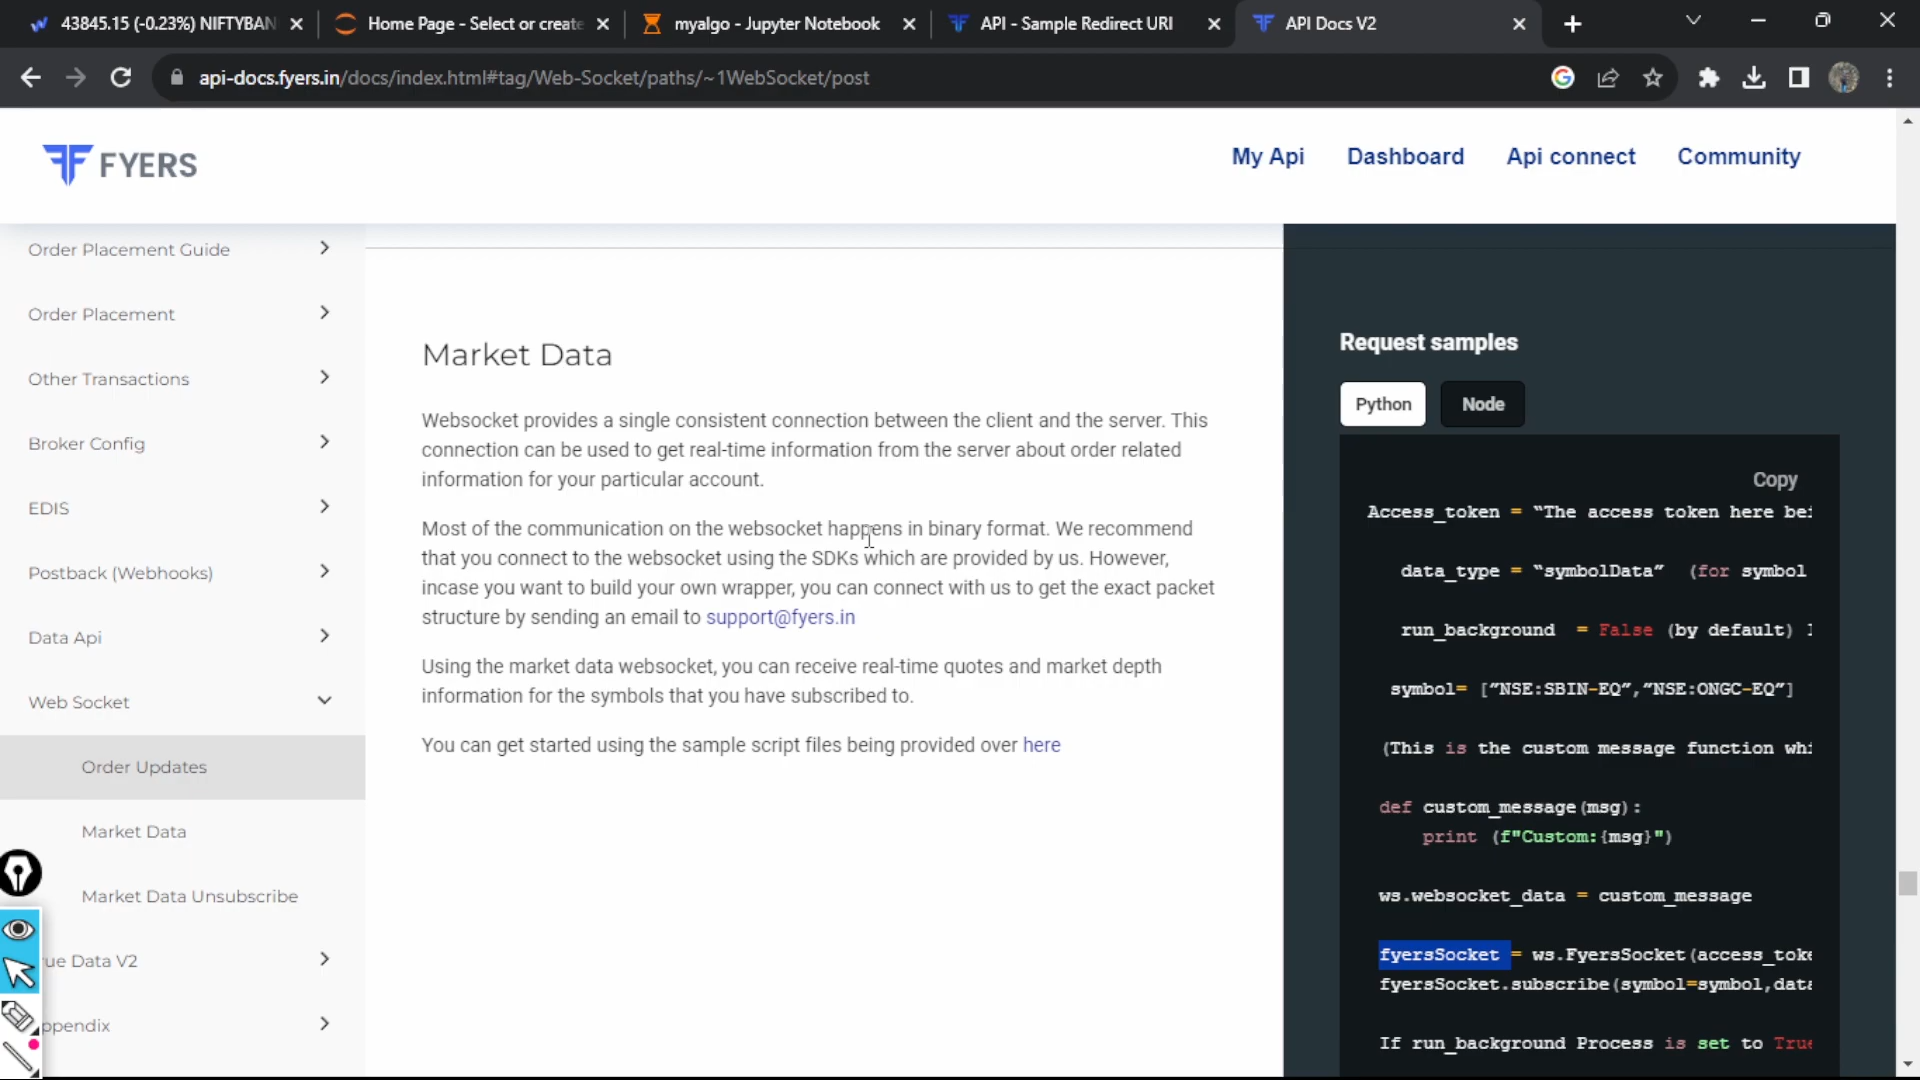 43845.15 (-0.23%) NIFTYBAN
Home Page - Select or create
myalgo - Jupyter Notebook
API - Sample Redirect URI
API Docs V2
api-docs.fyers.in/docs/index.html#tag/Web-Socket/paths/~1WebSocket/post
FYERS
My Api
Dashboard
Api connect
Community
Order Placement Guide
Order Placement
Other Transactions
Broker Config
EDIS
Postback (Webhooks)
Data Api
Web Socket
Order Updates
Market Data
Market Data Unsubscribe
rue Data V2
ppendix
Market Data
Websocket provides a single consistent connection between the client and the server. This
connection can be used to get real-time information from the server about order related
information for your particular account.
Most of the communication on the websocket happens in binary format. We recommend
that you connect to the websocket using the SDKs which are provided by us. However,
incase you want to build your own wrapper, you can connect with us to get the exact packet
structure by sending an email to support@fyers.in
Using the market data websocket, you can receive real-time quotes and market depth
information for the symbols that you have subscribed to.
You can get started using the sample script files being provided over here
Request samples
Python
Node
Copy
Access_token = “The access token here bei
data_type = “symbolData” (for symbol
run_background = False (by default)
symbol= [”NSE:SBIN-EQ”,”NSE:ONGC-EQ”]
(This is the custom message function whi
def custom_message(msg):
print (f"Custom:{msg}")
ws.websocket_data = custom_message
fyersSocket = ws.FyersSocket(access_toke
fyersSocket.subscribe(symbol=symbol,data
If run_background Process is set to True